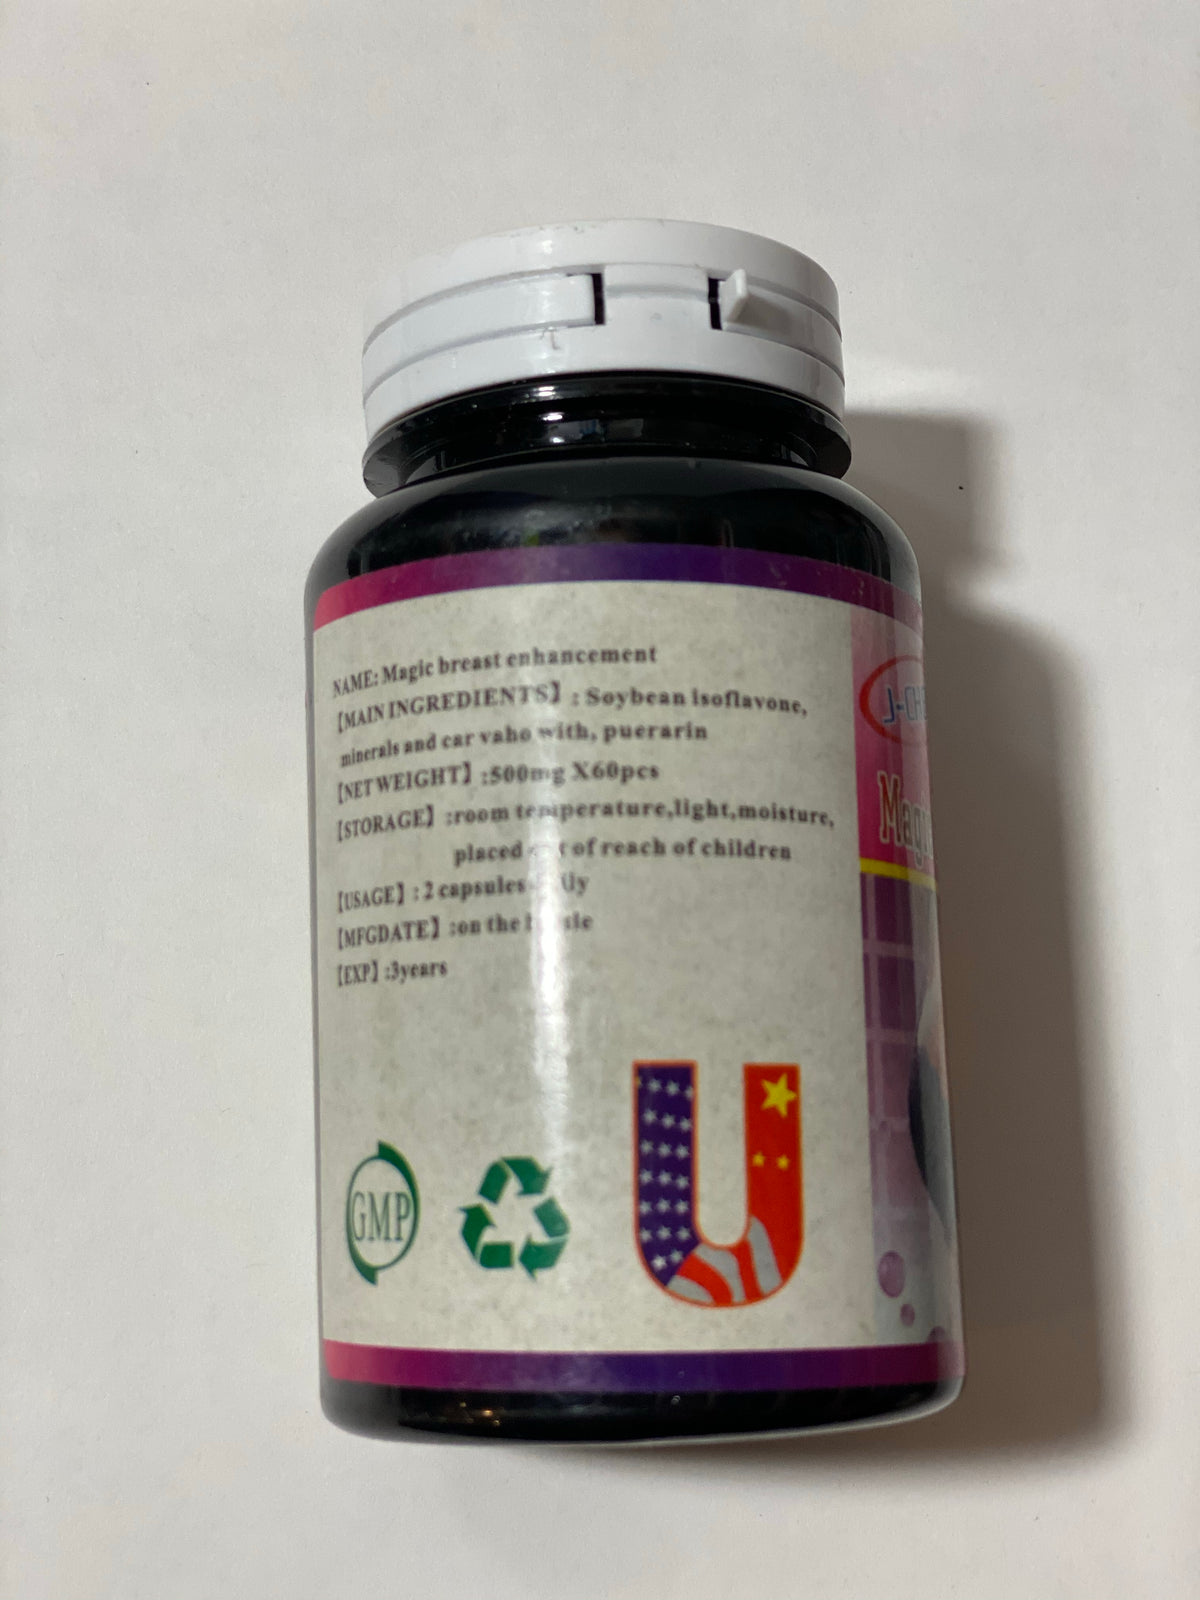 NAME: Magic breast enhancement
【MAIN INGREDIENTS】 : Soybean isoflavone,
minerals and car vaho with, puerarin
【NET WEIGHT】 :500mg X60pcs
【STORAGE】 :room temperature,light,moisture,
placed of reach of children
【USAGE】 : 2 capsules
【MFGDATE】 :on the
【EXP】 :3years
GMP
U